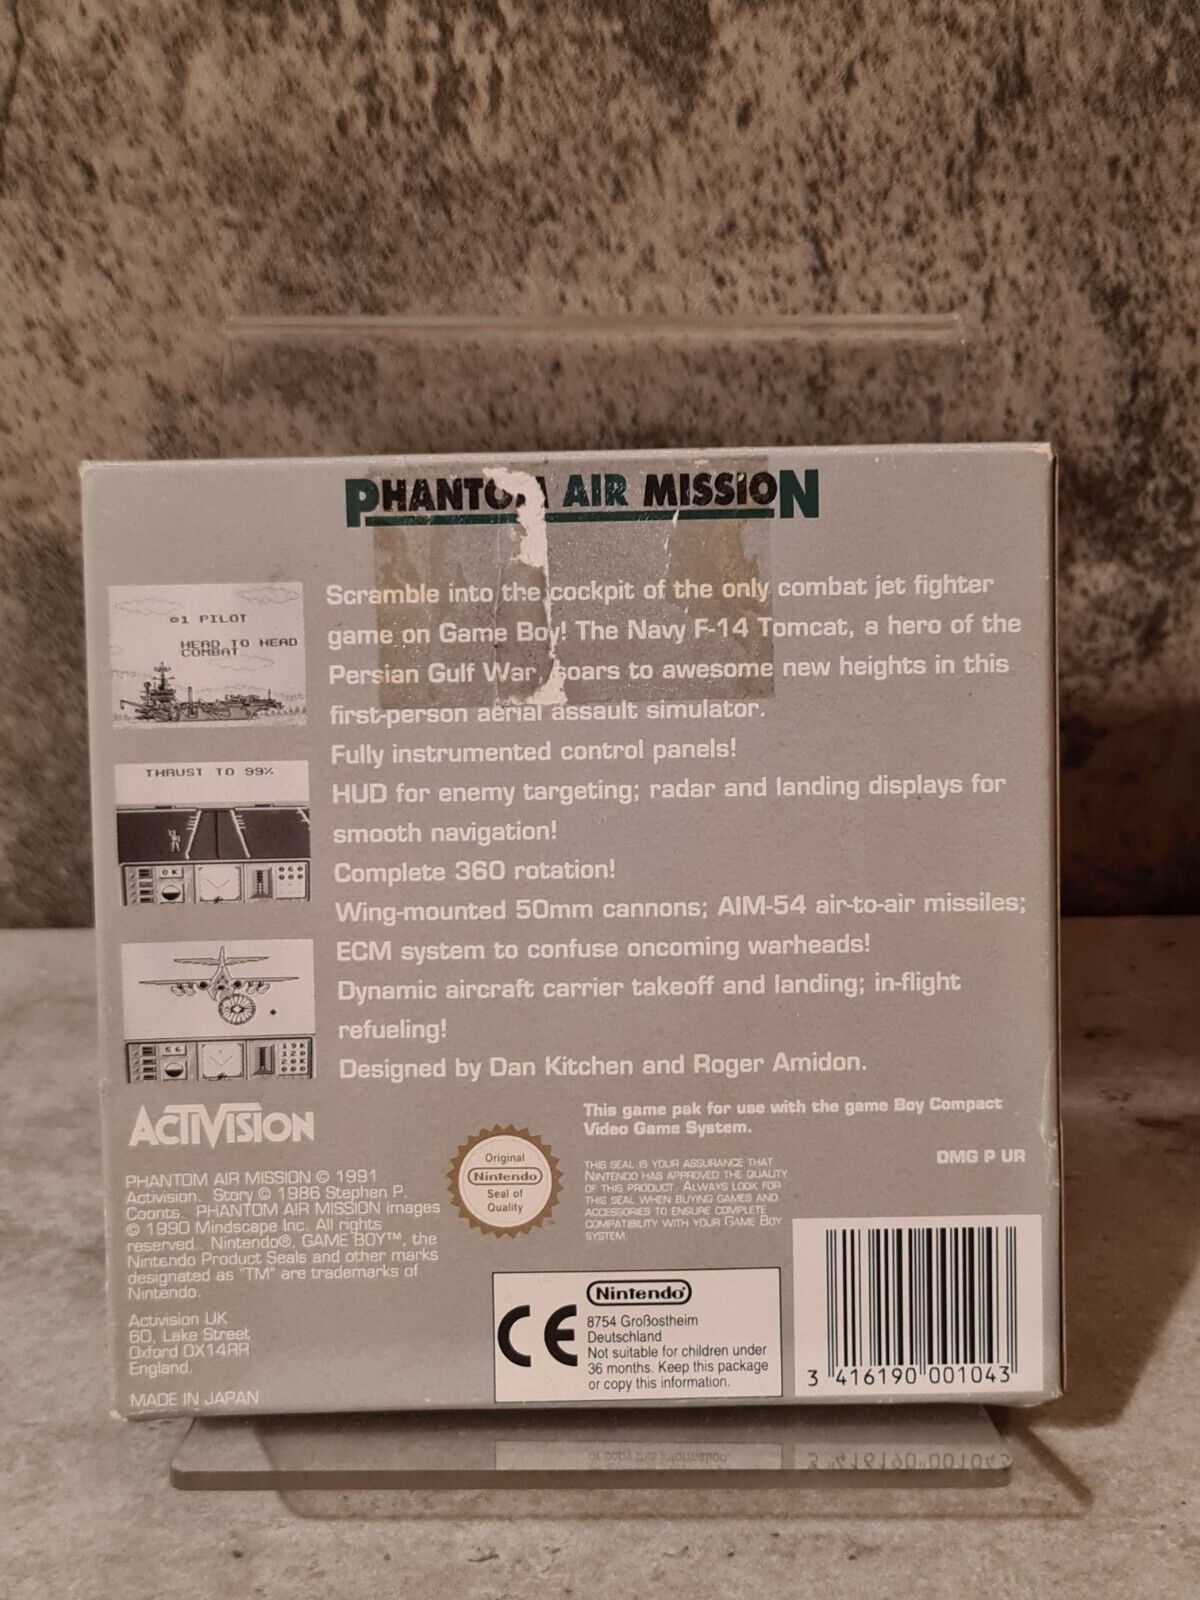 PHANTOM AIR MISSION
1 PILOT
HEAD TO HEAD
COMBAT
THRUST TO 99%
OK
56
Scramble into the cockpit of the only combat jet fighter
game on Game Boy! The Navy F-14 Tomcat, a hero of the
Persian Gulf War, soars to awesome new heights in this
first-person aerial assault simulator.
Fully instrumented control panels!
HUD for enemy targeting; radar and landing displays for
smooth navigation!
Complete 360 rotation!
Wing-mounted 50mm cannons; AIM-54 air-to-air missiles;
ECM system to confuse oncoming warheads!
Dynamic aircraft carrier takeoff and landing; in-flight
refueling!
Designed by Dan Kitchen and Roger Amidon.
ACTIVISION
PHANTOM AIR MISSION © 1991
Activision. Story © 1986 Stephen P.
Coonts. PHANTOM AIR MISSION images
© 1990 Mindscape Inc. All rights
reserved. Nintendo®, GAME BOY™, the
Nintendo Product Seals and other marks
designated as "TM" are trademarks of
Nintendo.
Activision UK
60, Lake Street
Oxford OX14RR
England.
MADE IN JAPAN
Original
Nintendo
Seal of
Quality
This game pak for use with the game Boy Compact
Video Game System.
DMG P UR
THIS SEAL IS YOUR ASSURANCE THAT
NINTENDO HAS APPROVED THE QUALITY
OF THIS PRODUCT. ALWAYS LOOK FOR
THIS SEAL WHEN BUYING GAMES AND
ACCESSORIES TO ENSURE COMPLETE
COMPATIBILITY WITH YOUR GAME BOY
SYSTEM.
CE
Nintendo®
8754 Großostheim
Deutschland
Not suitable for children under
36 months. Keep this package
or copy this information.
3 416190 001043